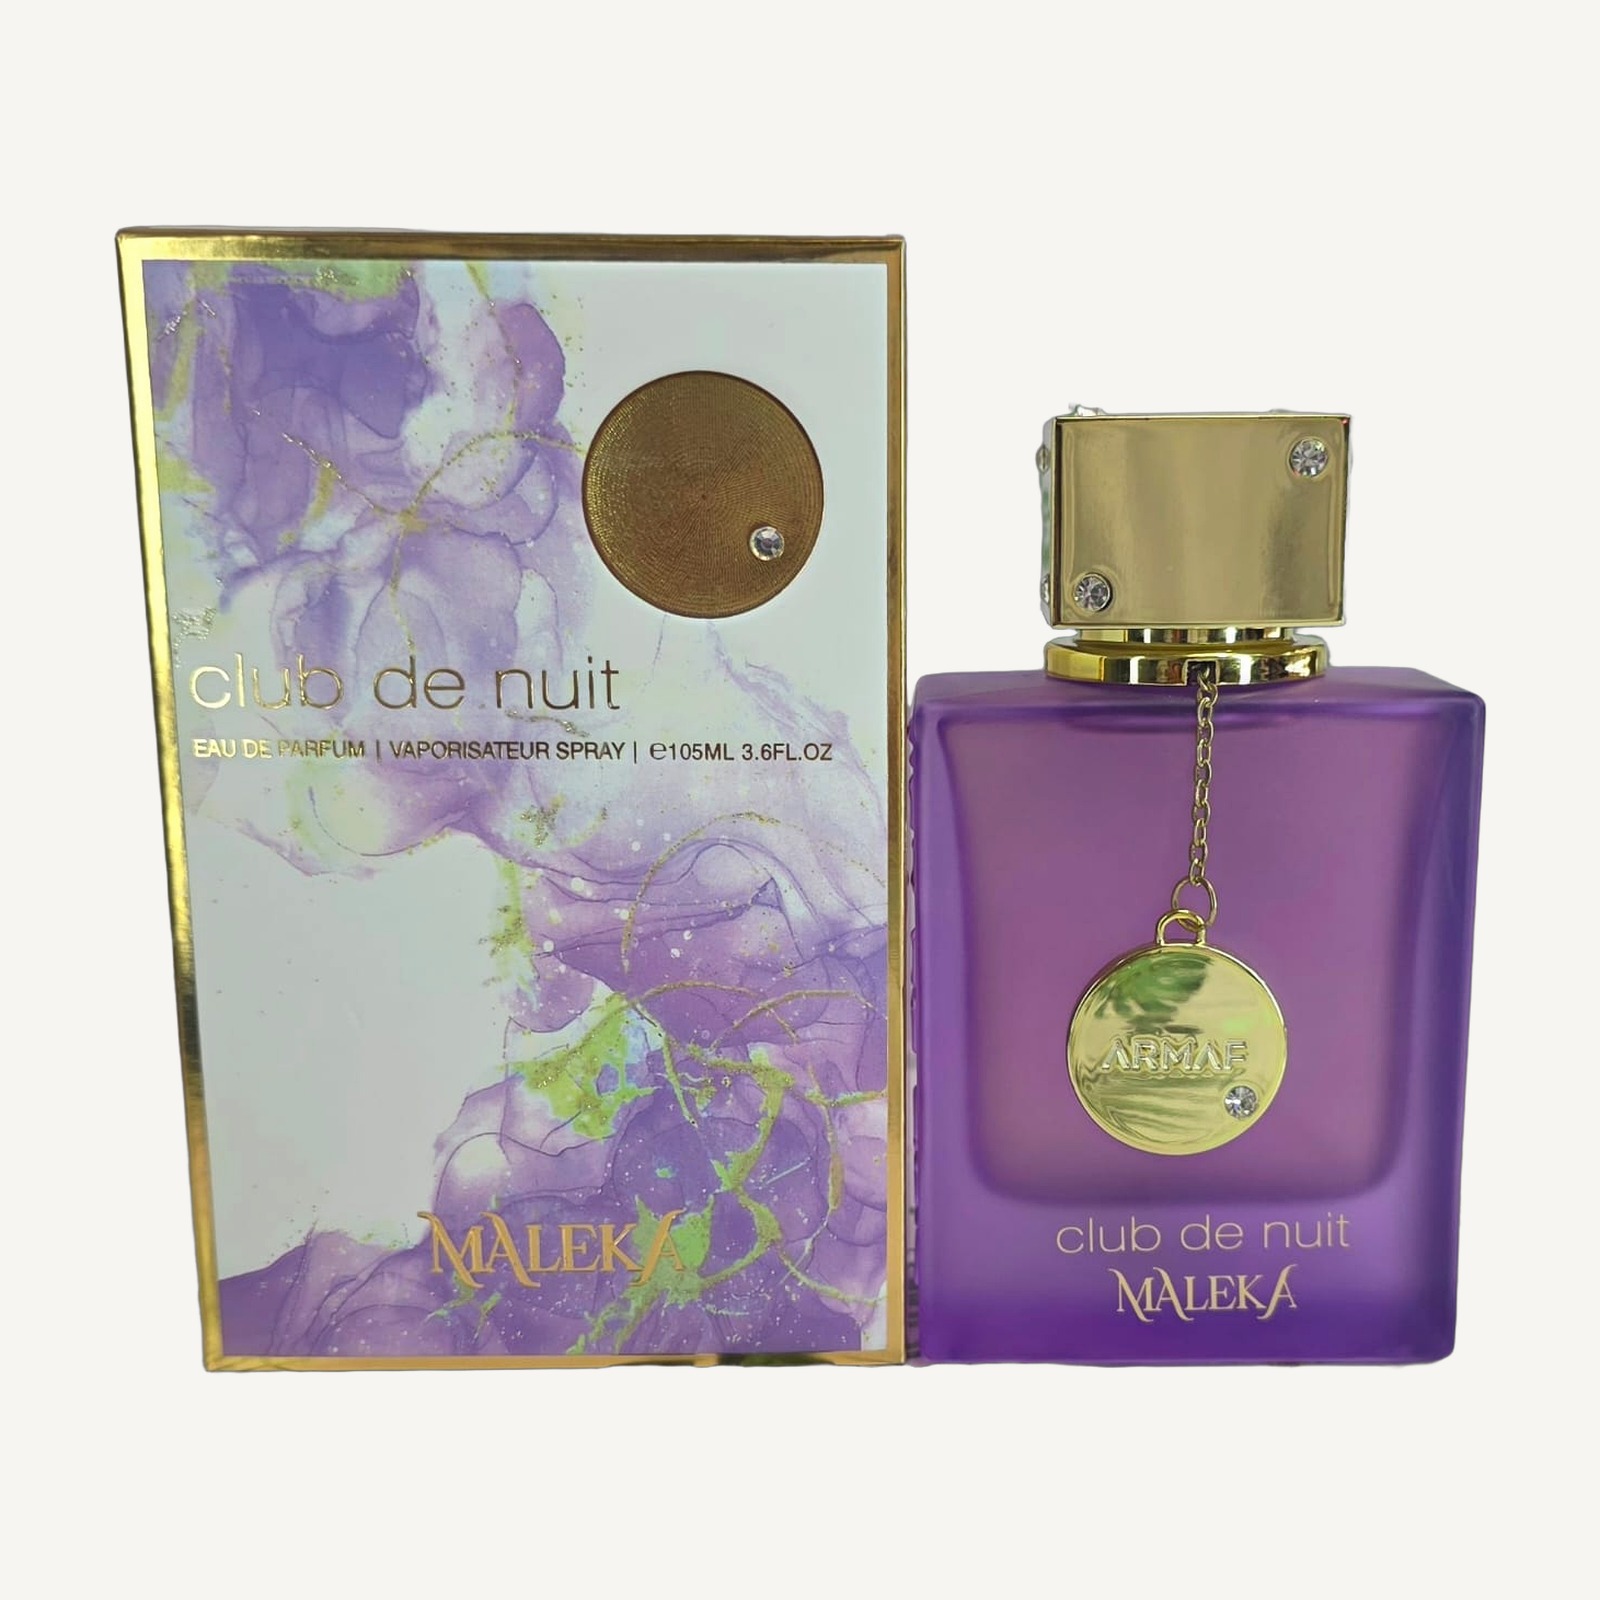 club de nuit
EAU DE PARFUM | VAPORISATEUR SPRAY | ℮105ML 3.6FL.OZ
MALEKA
ARMAF
club de nuit
MALEKA